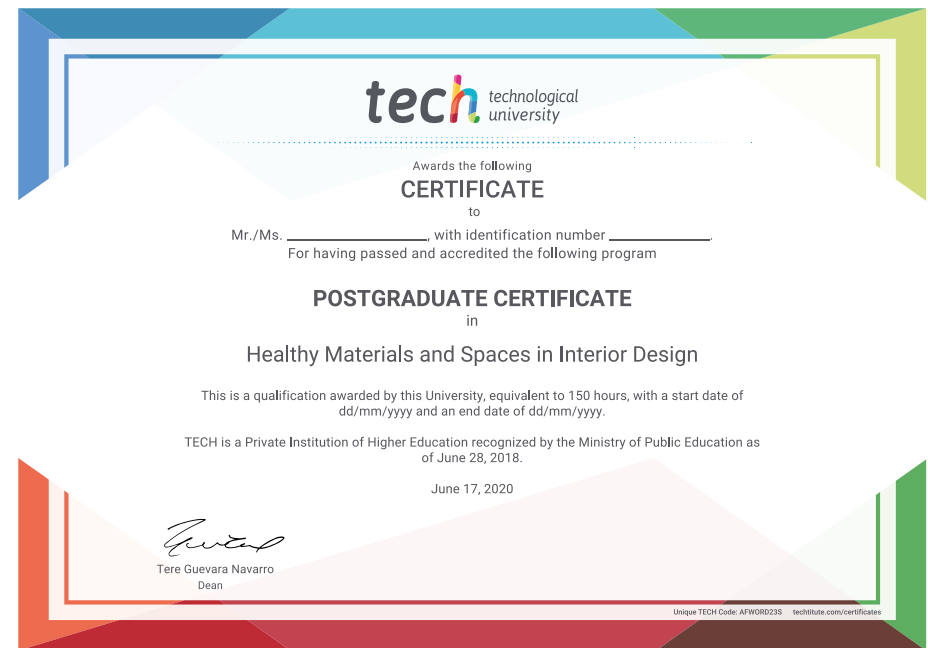 tech technological
university
Awards the following
CERTIFICATE
to
Mr./Ms. ____________________, with identification number ______________.
For having passed and accredited the following program
POSTGRADUATE CERTIFICATE
in
Healthy Materials and Spaces in Interior Design
This is a qualification awarded by this University, equivalent to 150 hours, with a start date of
dd/mm/yyyy and an end date of dd/mm/yyyy.
TECH is a Private Institution of Higher Education recognized by the Ministry of Public Education as
of June 28, 2018.
June 17, 2020
Tere Guevara Navarro
Dean
Unique TECH Code: AFWORD23S techtitute.com/certificates